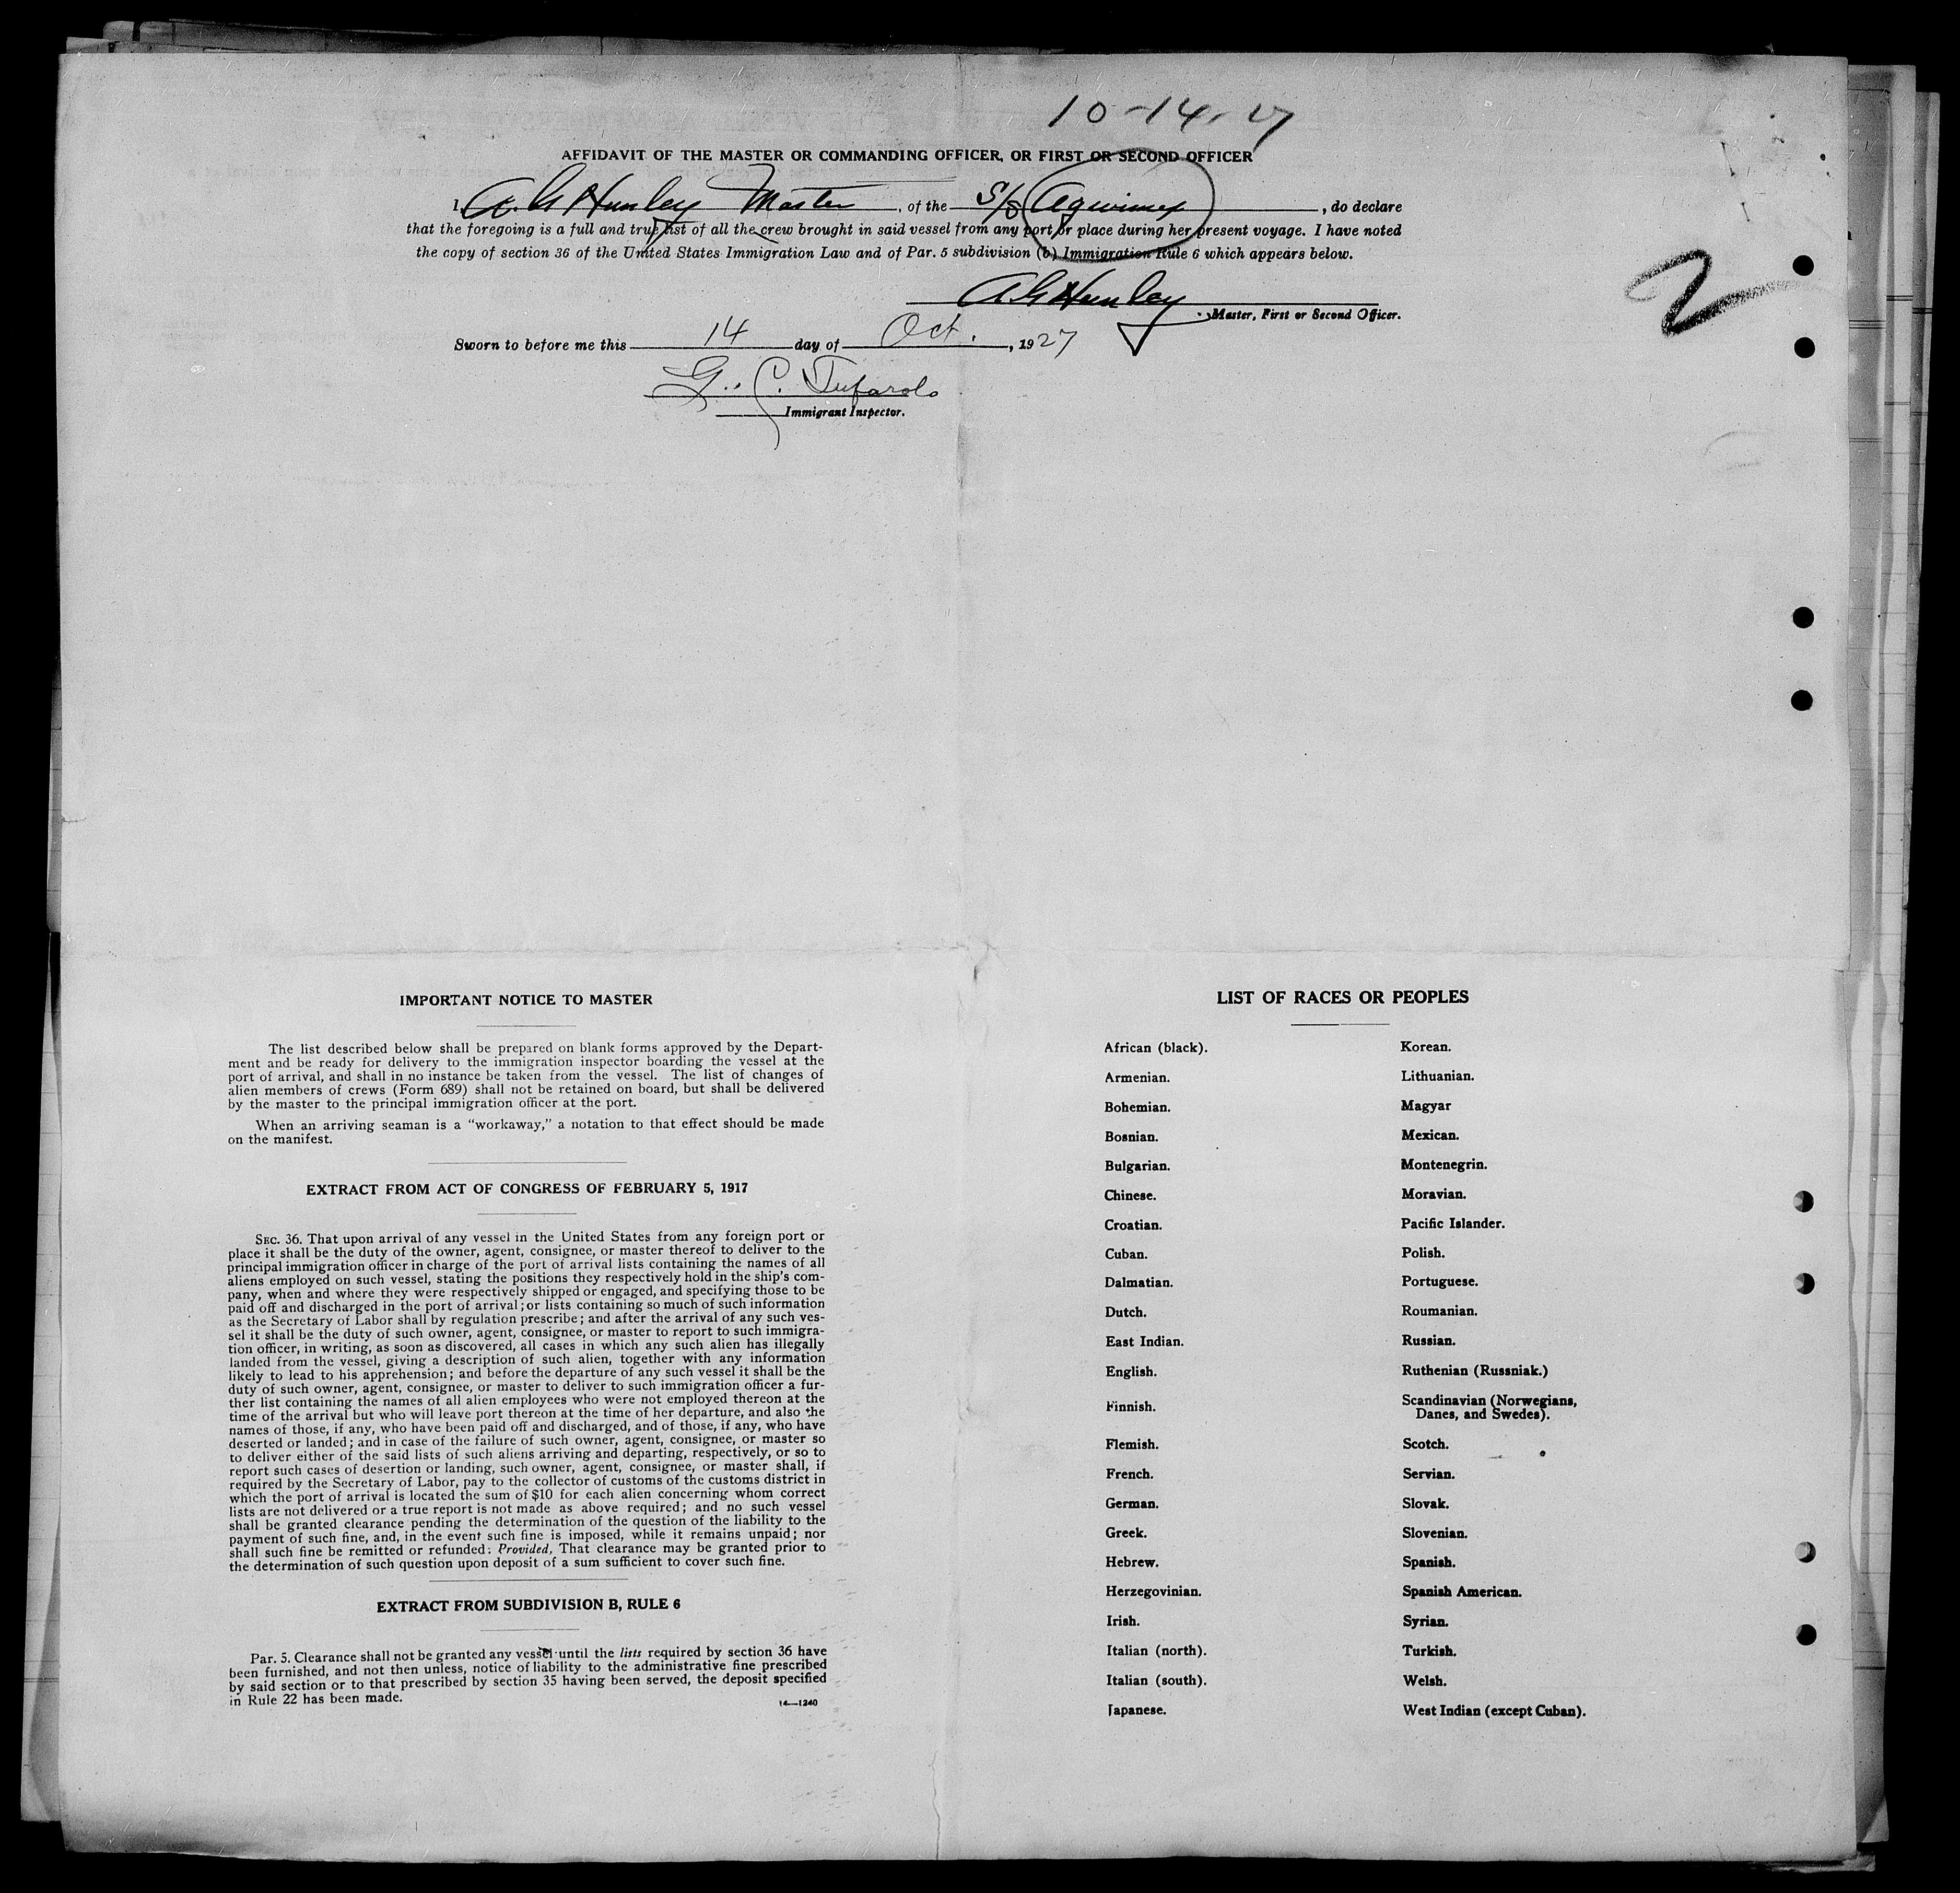 10-14-27
AFFIDAVIT OF THE MASTER OR COMMANDING OFFICER, OR FIRST OR SECOND OFFICER
I, A. G. Hunley Master, of the S/S Agwimex, do declare
that the foregoing is a full and true list of all the crew brought in said vessel from any port or place during her present voyage. I have noted
the copy of section 36 of the United States Immigration Law and of Par. 5 subdivision (b) Immigration Rule 6 which appears below.
2
A G Hunley
Master, First or Second Officer.
Sworn to before me this 14 day of Oct., 1927
G. C. Tufarolo
Immigrant Inspector.
IMPORTANT NOTICE TO MASTER
The list described below shall be prepared on blank forms approved by the Depart-
ment and be ready for delivery to the immigration inspector boarding the vessel at the
port of arrival, and shall in no instance be taken from the vessel. The list of changes of
alien members of crews (Form 689) shall not be retained on board, but shall be delivered
by the master to the principal immigration officer at the port.
When an arriving seaman is a "workaway," a notation to that effect should be made
on the manifest.
EXTRACT FROM ACT OF CONGRESS OF FEBRUARY 5, 1917
SEC. 36. That upon arrival of any vessel in the United States from any foreign port or
place it shall be the duty of the owner, agent, consignee, or master thereof to deliver to the
principal immigration officer in charge of the port of arrival lists containing the names of all
aliens employed on such vessel, stating the positions they respectively hold in the ship's com-
pany, when and where they were respectively shipped or engaged, and specifying those to be
paid off and discharged in the port of arrival; or lists containing so much of such information
as the Secretary of Labor shall by regulation prescribe; and after the arrival of any such ves-
sel it shall be the duty of such owner, agent, consignee, or master to report to such immigra-
tion officer, in writing, as soon as discovered, all cases in which any such alien has illegally
landed from the vessel, giving a description of such alien, together with any information
likely to lead to his apprehension; and before the departure of any such vessel it shall be the
duty of such owner, agent, consignee, or master to deliver to such immigration officer a fur-
ther list containing the names of all alien employees who were not employed thereon at the
time of the arrival but who will leave port thereon at the time of her departure, and also the
names of those, if any, who have been paid off and discharged, and of those, if any, who have
deserted or landed; and in case of the failure of such owner, agent, consignee, or master so
to deliver either of the said lists of such aliens arriving and departing, respectively, or so to
report such cases of desertion or landing, such owner, agent, consignee, or master shall, if
required by the Secretary of Labor, pay to the collector of customs of the customs district in
which the port of arrival is located the sum of $10 for each alien concerning whom correct
lists are not delivered or a true report is not made as above required; and no such vessel
shall be granted clearance pending the determination of the question of the liability to the
payment of such fine, and, in the event such fine is imposed, while it remains unpaid; nor
shall such fine be remitted or refunded: Provided, That clearance may be granted prior to
the determination of such question upon deposit of a sum sufficient to cover such fine.
EXTRACT FROM SUBDIVISION B, RULE 6
Par. 5. Clearance shall not be granted any vessel until the lists required by section 36 have
been furnished, and not then unless, notice of liability to the administrative fine prescribed
by said section or to that prescribed by section 35 having been served, the deposit specified
in Rule 22 has been made.
14—1240
LIST OF RACES OR PEOPLES
African (black).
Armenian.
Bohemian.
Bosnian.
Bulgarian.
Chinese.
Croatian.
Cuban.
Dalmatian.
Dutch.
East Indian.
English.
Finnish.
Flemish.
French.
German.
Greek.
Hebrew.
Herzegovinian.
Irish.
Italian (north).
Italian (south).
Japanese.
Korean.
Lithuanian.
Magyar
Mexican.
Montenegrin.
Moravian.
Pacific Islander.
Polish.
Portuguese.
Roumanian.
Russian.
Ruthenian (Russniak.)
Scandinavian (Norwegians,
Danes, and Swedes).
Scotch.
Servian.
Slovak.
Slovenian.
Spanish.
Spanish American.
Syrian.
Turkish.
Welsh.
West Indian (except Cuban).